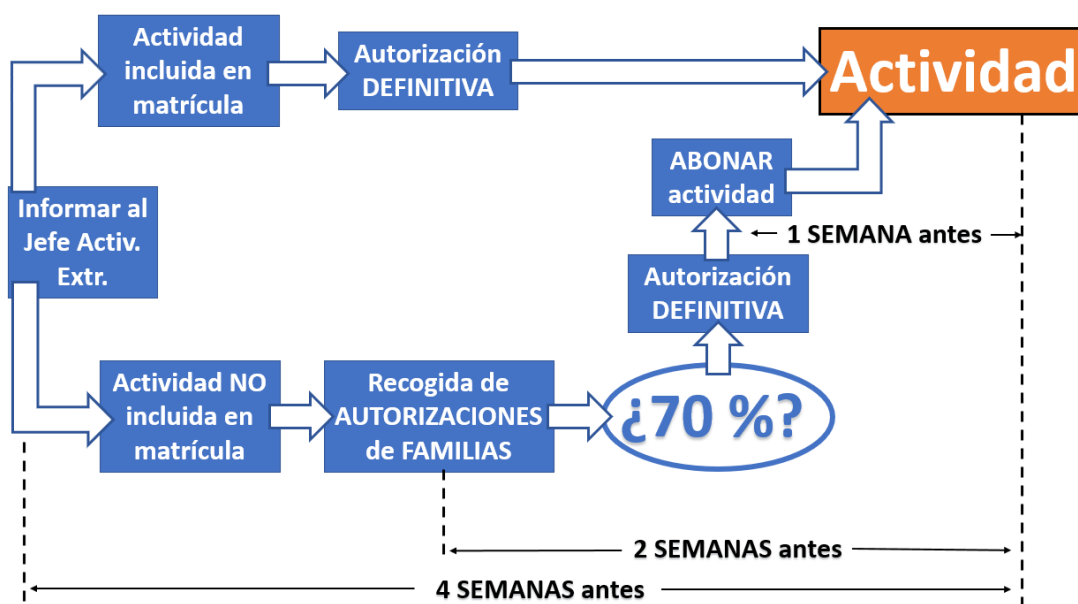 Actividad
incluida en
matrícula
Autorización
DEFINITIVA
Actividad
ABONAR
actividad
Informar al
Jefe Activ.
Extr.
1 SEMANA antes
Autorización
DEFINITIVA
Actividad NO
incluida en
matrícula
Recogida de
AUTORIZACIONES
de FAMILIAS
¿70 %?
2 SEMANAS antes
4 SEMANAS antes